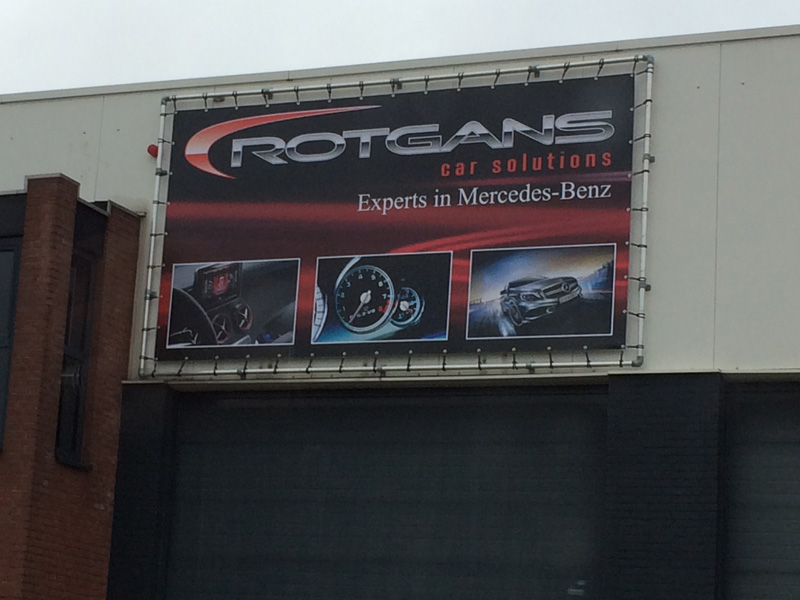 ROTGANS
car solutions
Experts in Mercedes-Benz